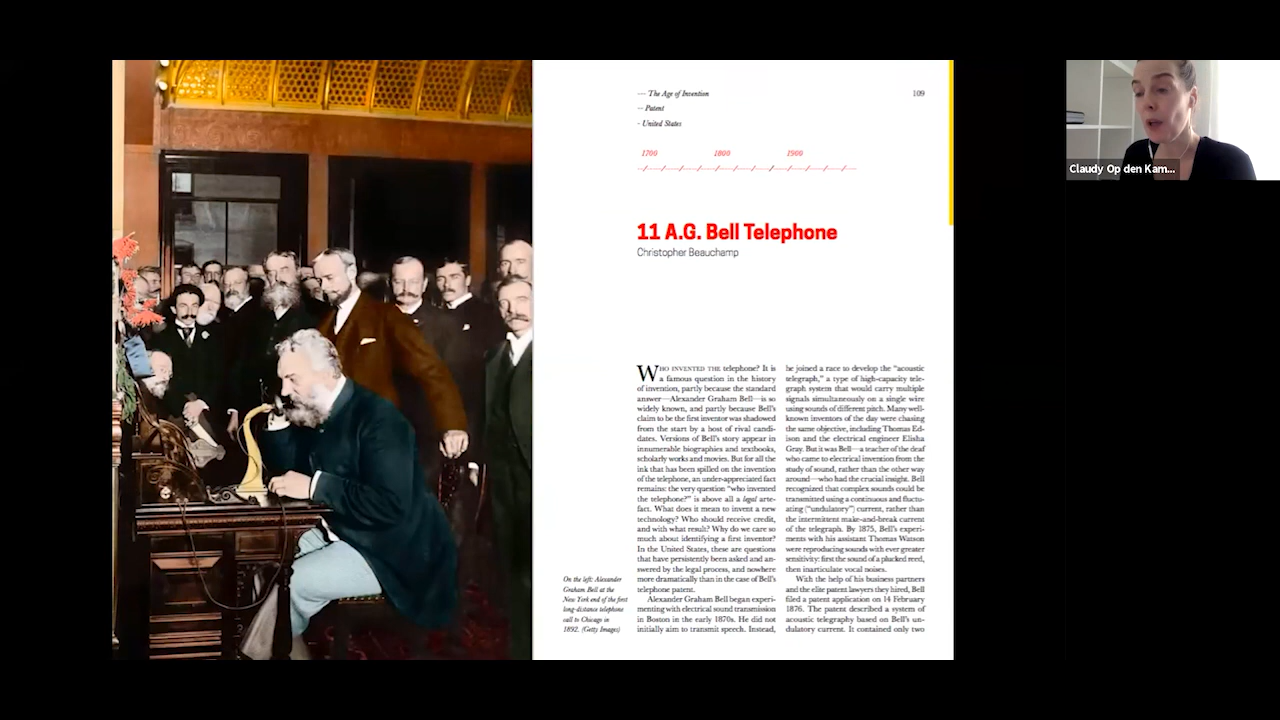 --- The Age of Invention
-- Patent
- United States
109
1700 1800 1900
11 A.G. Bell Telephone
Christopher Beauchamp
WHO INVENTED THE telephone? It is
a famous question in the history
of invention, partly because the standard
answer—Alexander Graham Bell—is so
widely known, and partly because Bell's
claim to be the first inventor was shadowed
from the start by a host of rival candi-
dates. Versions of Bell's story appear in
innumerable biographies and textbooks,
scholarly works and movies. But for all the
ink that has been spilled on the invention
of the telephone, an under-appreciated fact
remains: the very question "who invented
the telephone?" is above all a legal arte-
fact. What does it mean to invent a new
technology? Who should receive credit,
and with what result? Why do we care so
much about identifying a first inventor?
In the United States, these are questions
that have persistently been asked and an-
swered by the legal process, and nowhere
more dramatically than in the case of Bell's
telephone patent.
Alexander Graham Bell began experi-
menting with electrical sound transmission
in Boston in the early 1870s. He did not
initially aim to transmit speech. Instead,
he joined a race to develop the "acoustic
telegraph," a type of high-capacity tele-
graph system that would carry multiple
signals simultaneously on a single wire
using sounds of different pitch. Many well-
known inventors of the day were chasing
the same objective, including Thomas Ed-
ison and the electrical engineer Elisha
Gray. But it was Bell—a teacher of the deaf
who came to electrical invention from the
study of sound, rather than the other way
around—who had the crucial insight. Bell
recognized that complex sounds could be
transmitted using a continuous and fluctu-
ating ("undulatory") current, rather than
the intermittent make-and-break current
of the telegraph. By 1875, Bell's experi-
ments with his assistant Thomas Watson
were reproducing sounds with ever greater
sensitivity: first the sound of a plucked reed,
then inarticulate vocal noises.
With the help of his business partners
and the elite patent lawyers they hired, Bell
filed a patent application on 14 February
1876. The patent described a system of
acoustic telegraphy based on Bell's un-
dulatory current. It contained only two
On the left: Alexander
Graham Bell at the
New York end of the first
long-distance telephone
call to Chicago in
1892. (Getty Images)
Claudy Op den Kam...